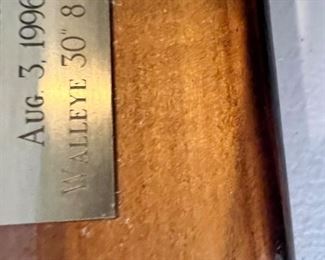 AUG. 3, 1996
WALLEYE 30" 8